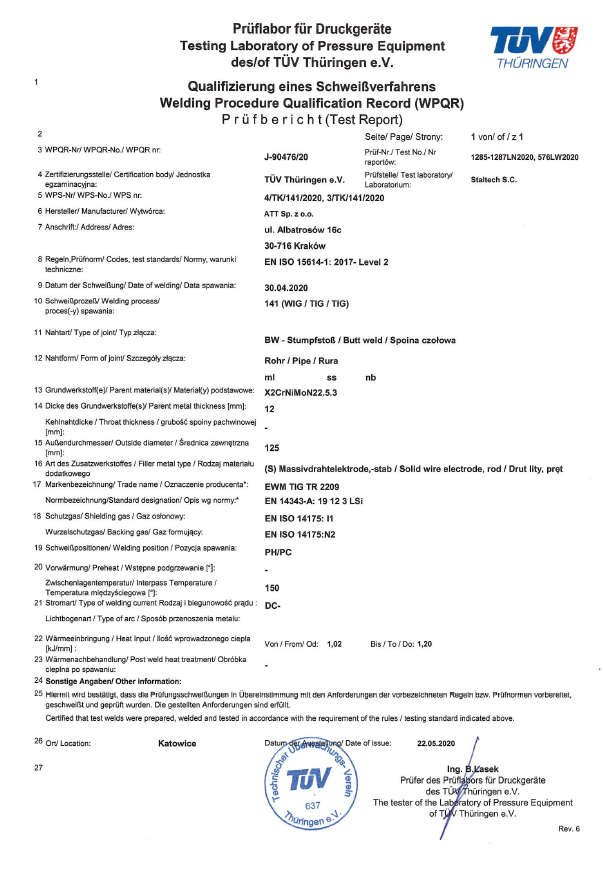 Prüflabor für Druckgeräte
Testing Laboratory of Pressure Equipment
des/of TÜV Thüringen e.V.
TÜV
THÜRINGEN
1
Qualifizierung eines Schweißverfahrens
Welding Procedure Qualification Record (WPQR)
Prüfbericht (Test Report)
2 Seite/ Page/ Strony: 1 von/ of / z 1
3 WPQR-Nr/ WPQR-No./ WPQR nr: J-90476/20 Prüf-Nr./ Test No./ Nr raportów: 1285-1287LN2020, 576LW2020
4 Zertifizierungsstelle/ Certification body/ Jednostka egzaminacyjna: TÜV Thüringen e.V. Prüfstelle/ Test laboratory/ Laboratorium: Staltech S.C.
5 WPS-Nr/ WPS-No./ WPS nr: 4/TK/141/2020, 3/TK/141/2020
6 Hersteller/ Manufacturer/ Wytwórca: ATT Sp. z o.o.
7 Anschrift:/ Address/ Adres: ul. Albatrosów 16c
30-716 Kraków
8 Regeln,Prüfnorm/ Codes, test standards/ Normy, warunki techniczne: EN ISO 15614-1: 2017- Level 2
9 Datum der Schweißung/ Date of welding/ Data spawania: 30.04.2020
10 Schweißprozeß/ Welding process/ proces(-y) spawania: 141 (WIG / TIG / TIG)
11 Nahtart/ Type of joint/ Typ złącza: BW - Stumpfstoß / Butt weld / Spoina czołowa
12 Nahtform/ Form of joint/ Szczegóły złącza: Rohr / Pipe / Rura
ml ss nb
13 Grundwerkstoff(e)/ Parent material(s)/ Materiał(y) podstawowe: X2CrNiMoN22.5.3
14 Dicke des Grundwerkstoffe(s)/ Parent metal thickness [mm]: 12
Kehlnahtdicke / Throat thickness / grubość spoiny pachwinowej [mm]: -
15 Außendurchmesser/ Outside diameter / Średnica zewnętrzna [mm]: 125
16 Art des Zusatzwerkstoffes / Filler metal type / Rodzaj materiału dodatkowego (S) Massivdrahtelektrode,-stab / Solid wire electrode, rod / Drut lity, pręt
17 Markenbezeichnung/ Trade name / Oznaczenie producenta*: EWM TIG TR 2209
Normbezeichnung/Standard designation/ Opis wg normy:* EN 14343-A: 19 12 3 LSi
18 Schutzgas/ Shielding gas / Gaz osłonowy: EN ISO 14175: I1
Wurzelschutzgas/ Backing gas/ Gaz formujący: EN ISO 14175:N2
19 Schweißpositionen/ Welding position / Pozycja spawania: PH/PC
20 Vorwärmung/ Preheat / Wstępne podgrzewanie [°]: -
Zwischenlagentemperatur/ Interpass Temperature / Temperatura międzyściegowa [°]: 150
21 Stromart/ Type of welding current Rodzaj i biegunowość prądu : DC-
Lichtbogenart / Type of arc / Sposób przenoszenia metalu:
22 Wärmeeinbringung / Heat Input / Ilość wprowadzonego ciepła [kJ/mm] : Von / From/ Od: 1,02 Bis / To / Do: 1,20
23 Wärmenachbehandlung/ Post weld heat treatment/ Obróbka cieplna po spawaniu: -
24 Sonstige Angaben/ Other information:
25 Hiermit wird bestätigt, dass die Prüfungsschweißungen in Übereinstimmung mit den Anforderungen der vorbezeichneten Regeln bzw. Prüfnormen vorbereitet,
geschweißt und geprüft wurden. Die gestellten Anforderungen sind erfüllt.
Certified that test welds were prepared, welded and tested in accordance with the requirement of the rules / testing standard indicated above.
26 Ort/ Location: Katowice Datum der Ausstellung/ Date of issue: 22.05.2020
27
Technischer Überwachungs-Verein
TÜV
637
Thüringen e.V.
Ing. B.Łasek
Prüfer des Prüflabors für Druckgeräte
des TÜV Thüringen e.V.
The tester of the Laboratory of Pressure Equipment
of TÜV Thüringen e.V.
Rev. 6